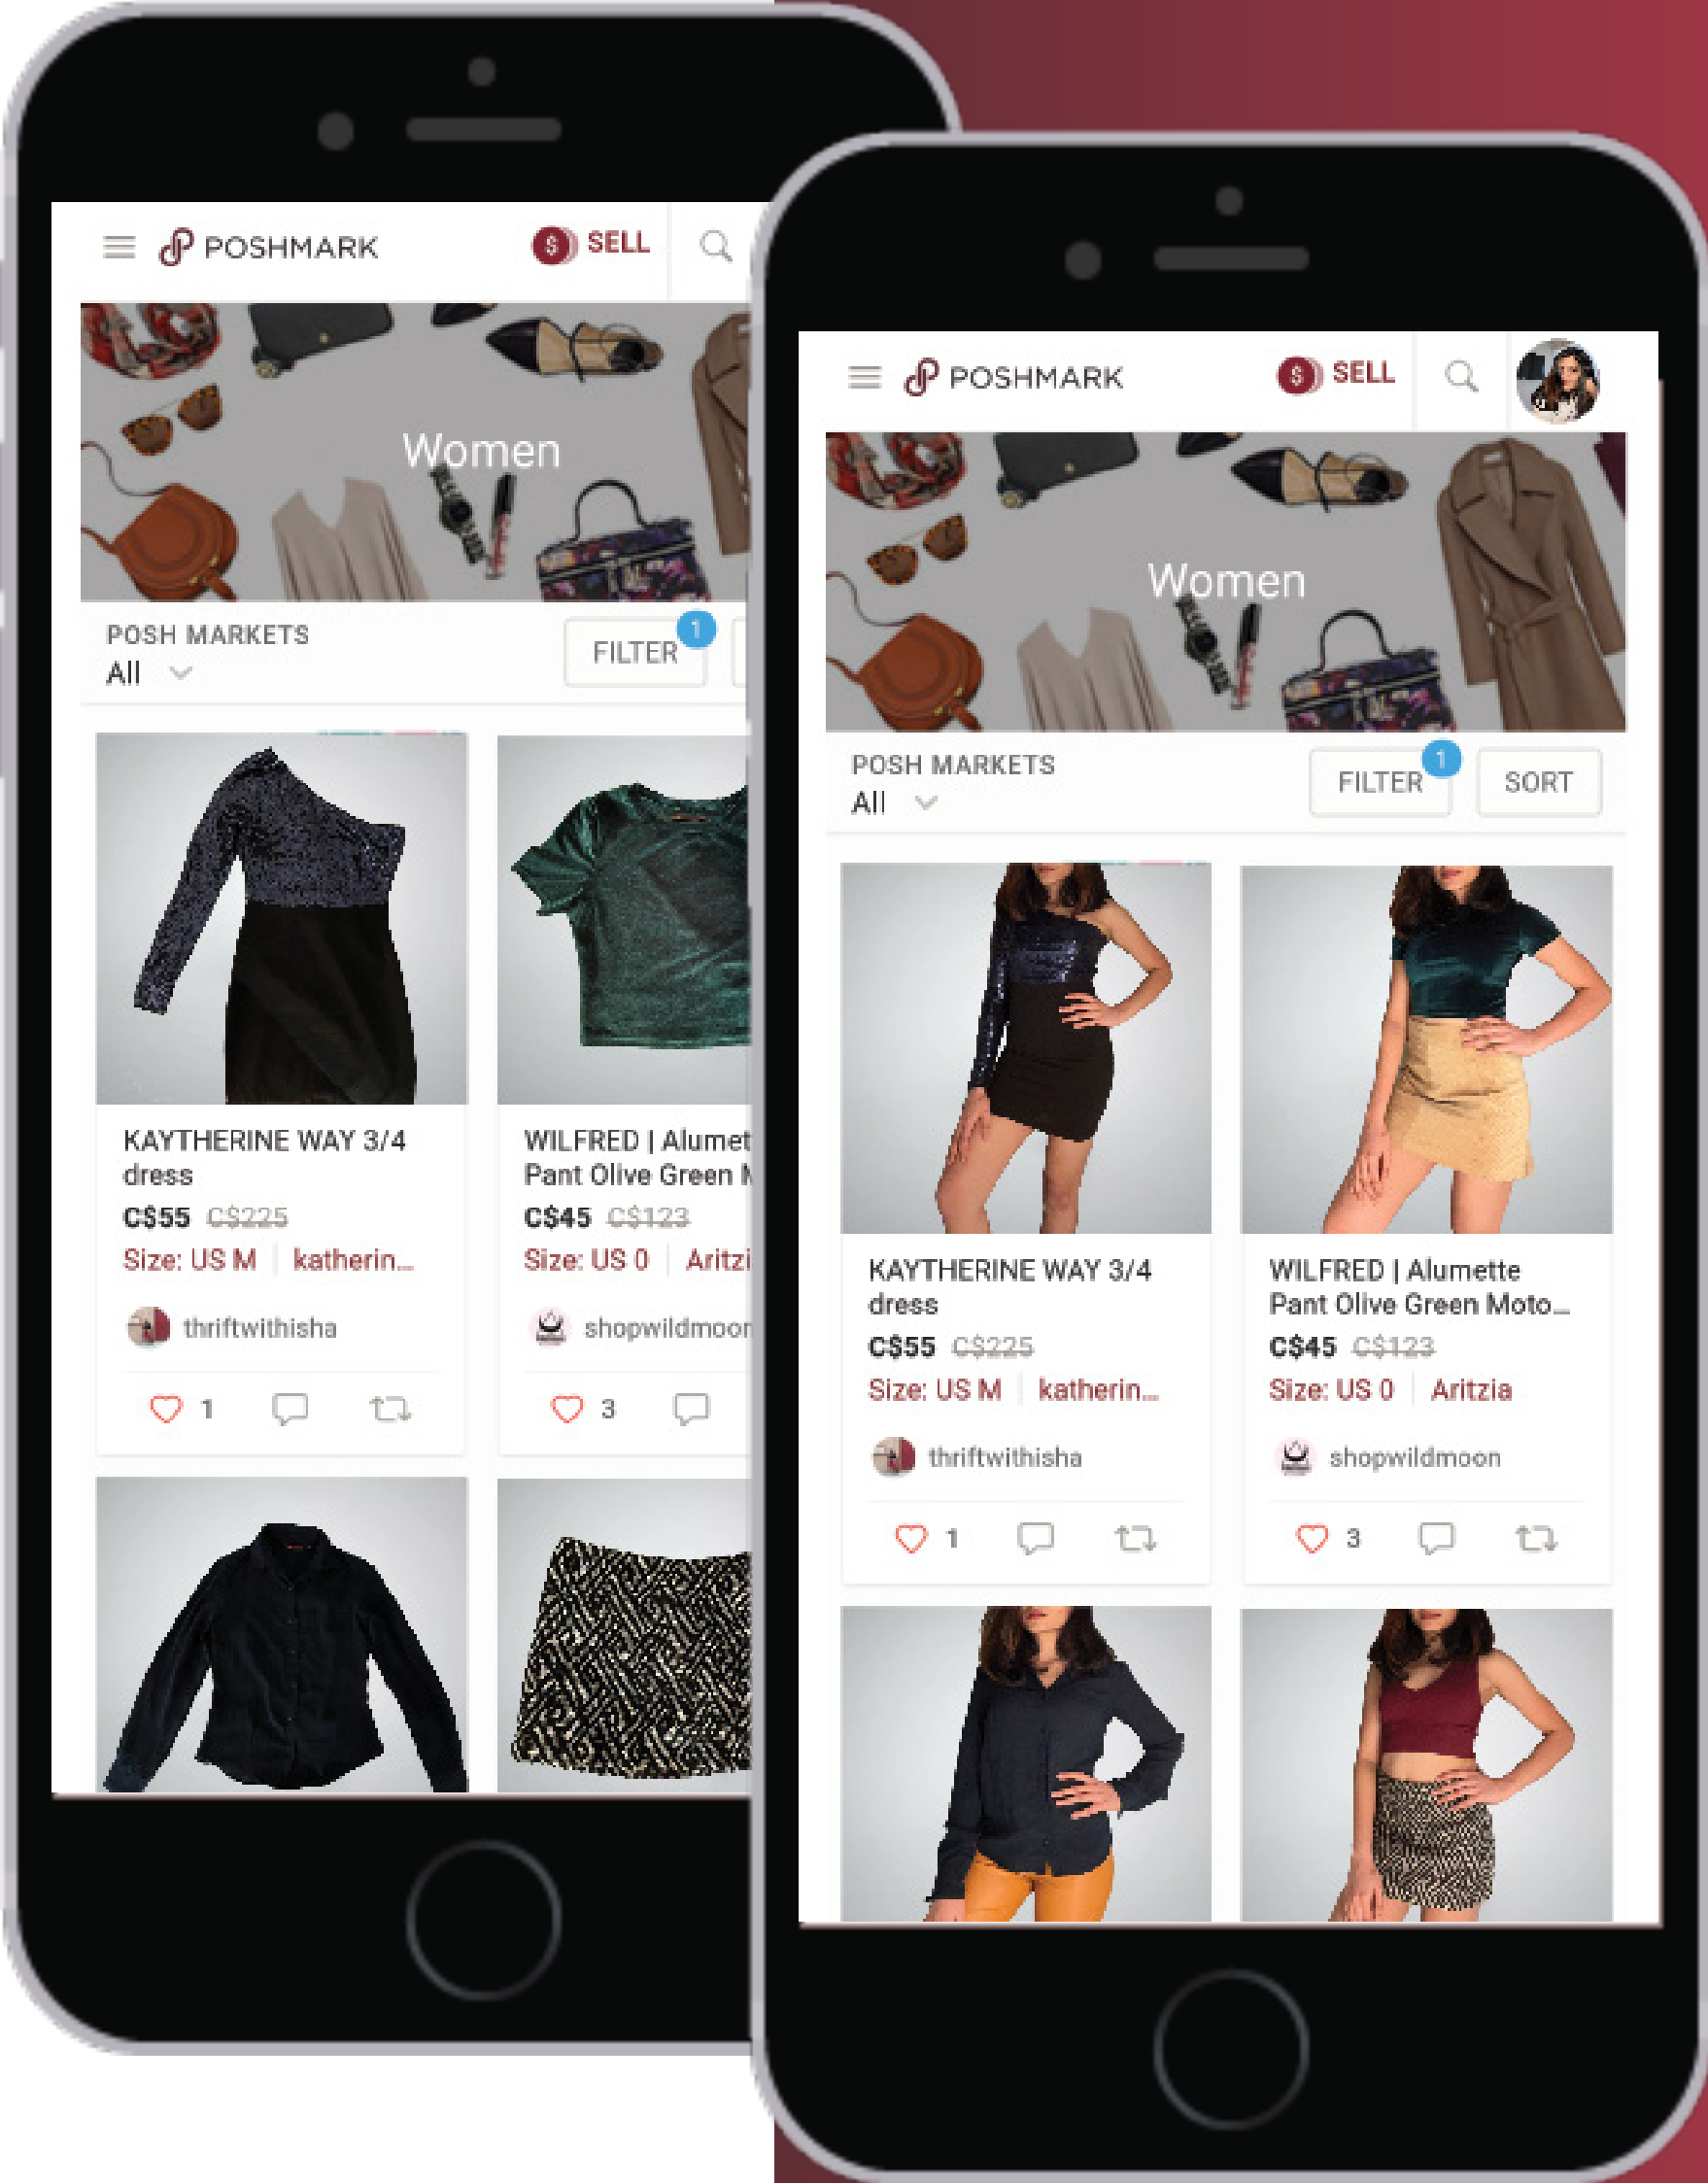 POSHMARK
$ SELL
Women
POSH MARKETS
All
FILTER
1
KAYTHERINE WAY 3/4
dress
C$55 C$225
Size: US M
katherin...
thriftwithisha
1
WILFRED | Alumet
Pant Olive Green
C$45 C$123
Size: US 0
Aritzi
shopwildmoon
3
POSHMARK
$ SELL
Women
POSH MARKETS
All
FILTER
1
SORT
KAYTHERINE WAY 3/4
dress
C$55 C$225
Size: US M
katherin...
thriftwithisha
1
WILFRED | Alumette
Pant Olive Green Moto...
C$45 C$123
Size: US 0
Aritzia
shopwildmoon
3